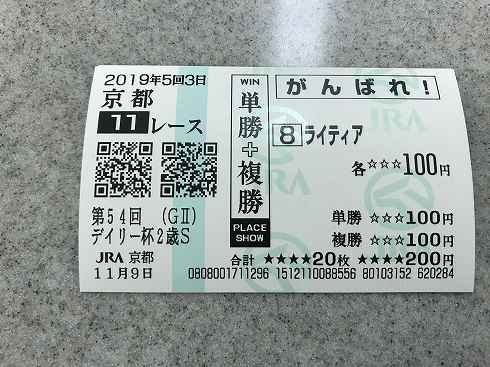 2019年5回3日
京都
11レース
第54回 (GⅡ)
デイリー杯2歳S
JRA 京都
11月9日
WIN
単勝+複勝
PLACE
SHOW
がんばれ!
8 ライティア
各☆☆☆100円
単勝 ☆☆☆100円
複勝 ☆☆☆100円
合計 ★★★★20枚 ★★★★200円
0808001711296 1512110088556 80103152 620284
JRA
JRA